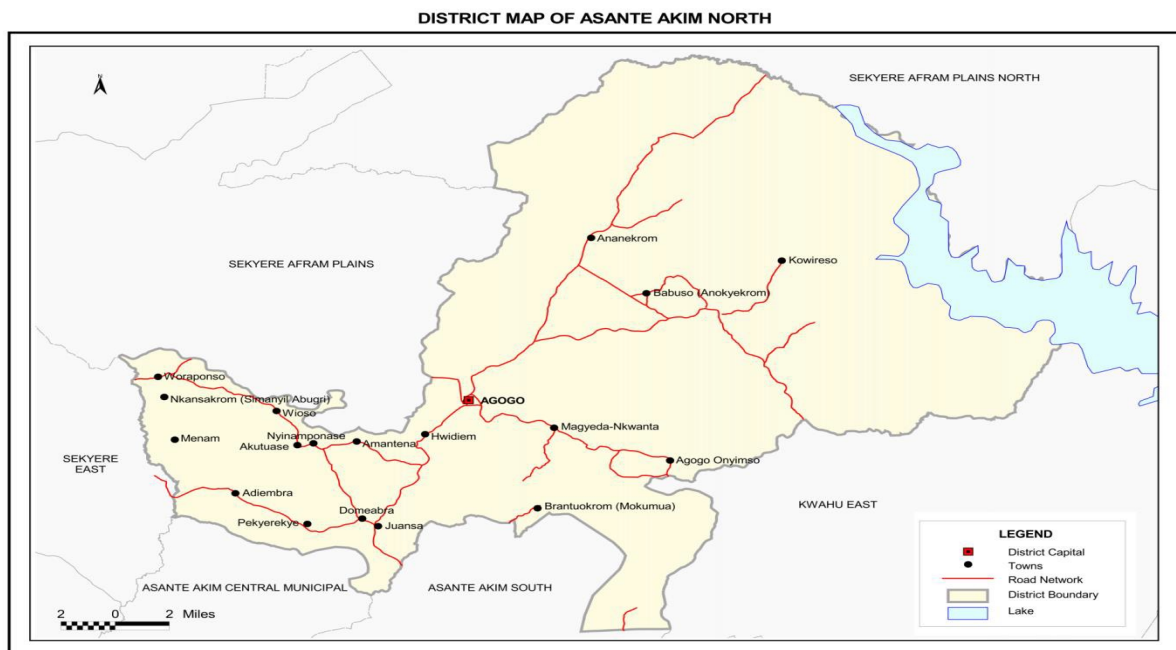 DISTRICT MAP OF ASANTE AKIM NORTH
N
SEKYERE AFRAM PLAINS NORTH
Ananekrom
Kowireso
SEKYERE AFRAM PLAINS
Babuso (Anokyekrom)
Woraponso
Nkansakrom (Simanyil Abugri)
AGOGO
Wioso
Magyeda-Nkwanta
Nyinamponase
Hwidiem
Menam
Akutuase
Amantena
SEKYERE
EAST
Agogo Onyimso
Adiembra
KWAHU EAST
Brantuokrom (Mokumua)
Domeabra
Pekyerekye
Juansa
ASANTE AKIM CENTRAL MUNICIPAL
ASANTE AKIM SOUTH
2 0 2 Miles
LEGEND
District Capital
Towns
Road Network
District Boundary
Lake